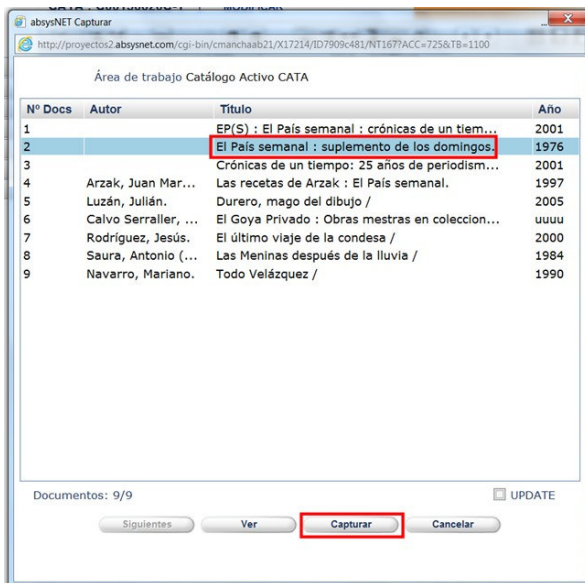 absysNET Capturar
http://proyectos2.absysnet.com/cgi-bin/cmanchaab21/X17214/ID7909c481/NT167?ACC=725&TB=1100
Área de trabajo Catálogo Activo CATA
Nº Docs Autor Título Año
1 EP(S) : El País semanal : crónicas de un tiem... 2001
2 El País semanal : suplemento de los domingos. 1976
3 Crónicas de un tiempo: 25 años de periodism... 2001
4 Arzak, Juan Mar... Las recetas de Arzak : El País semanal. 1997
5 Luzán, Julián. Durero, mago del dibujo / 2005
6 Calvo Serraller, ... El Goya Privado : Obras mestras en coleccion... uuuu
7 Rodríguez, Jesús. El último viaje de la condesa / 2000
8 Saura, Antonio (... Las Meninas después de la lluvia / 1984
9 Navarro, Mariano. Todo Velázquez / 1990
Documentos: 9/9 UPDATE
Siguientes Ver Capturar Cancelar